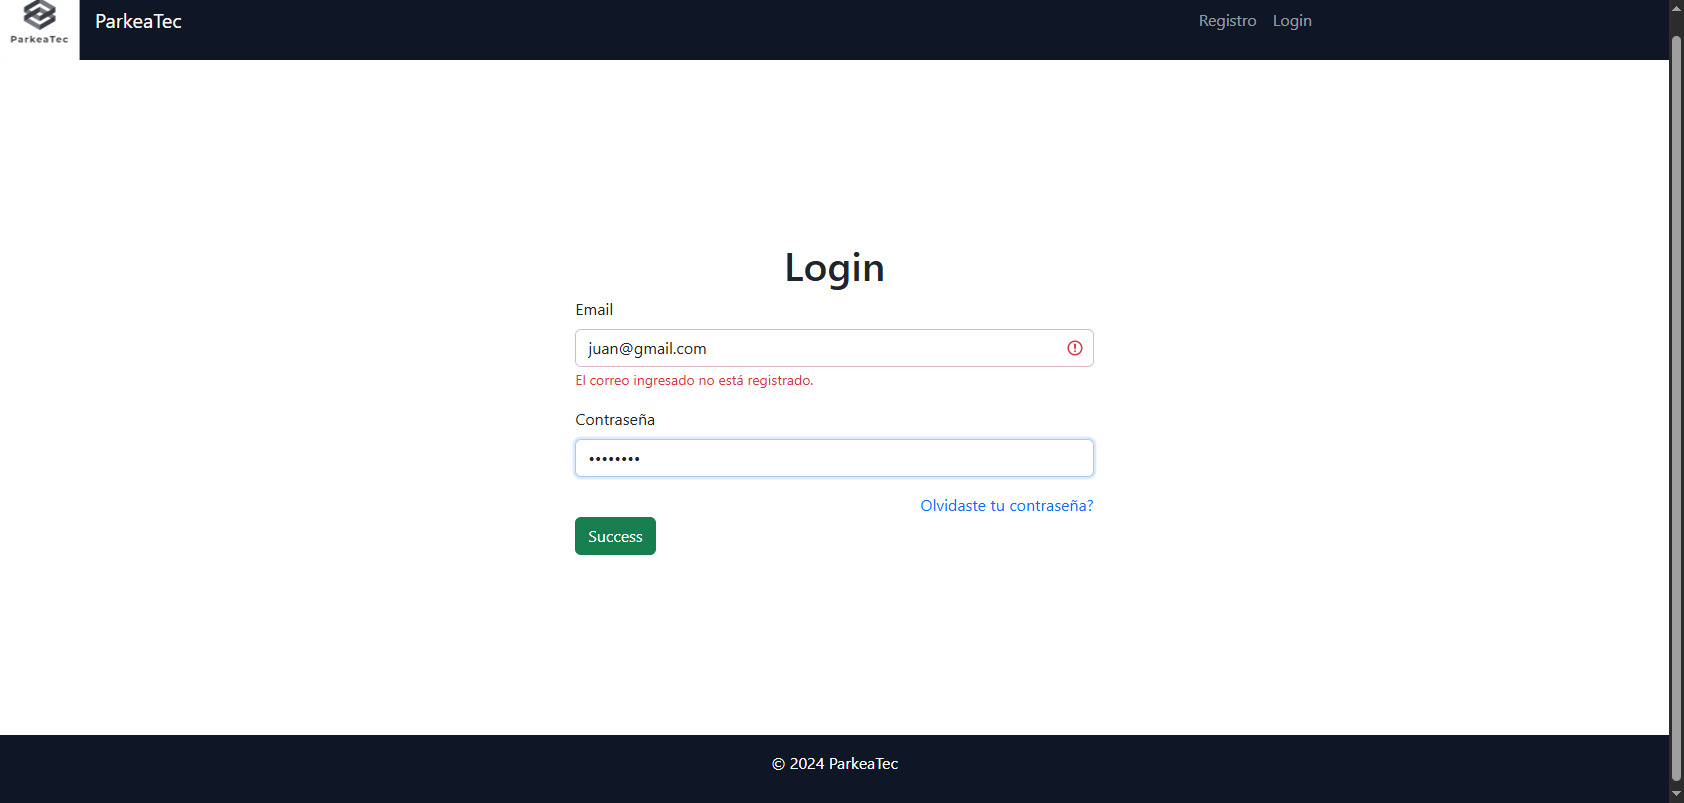 ParkeaTec
ParkeaTec
Registro Login
Login
Email
juan@gmail.com
El correo ingresado no está registrado.
Contraseña
••••••••
Olvidaste tu contraseña?
Success
© 2024 ParkeaTec